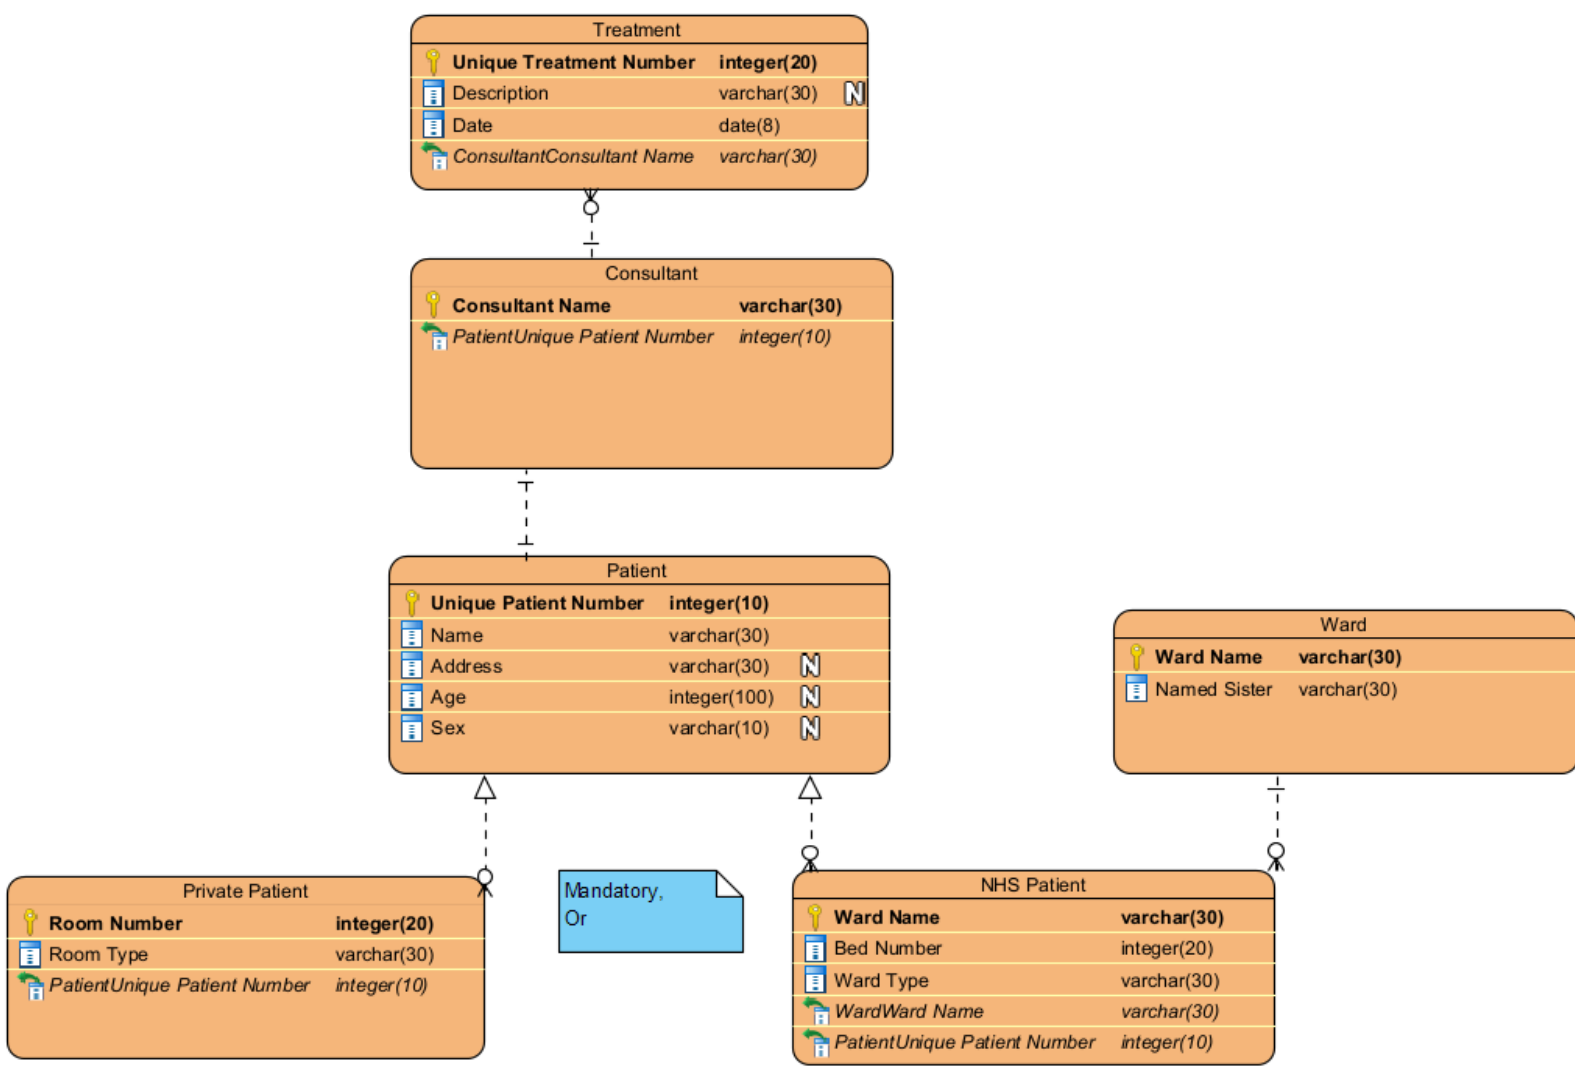 Treatment
Unique Treatment Number integer(20)
Description varchar(30) N
Date date(8)
ConsultantConsultant Name varchar(30)
Consultant
Consultant Name varchar(30)
PatientUnique Patient Number integer(10)
Patient
Unique Patient Number integer(10)
Name varchar(30)
Address varchar(30) N
Age integer(100) N
Sex varchar(10) N
Ward
Ward Name varchar(30)
Named Sister varchar(30)
Private Patient
Room Number integer(20)
Room Type varchar(30)
PatientUnique Patient Number integer(10)
Mandatory,
Or
NHS Patient
Ward Name varchar(30)
Bed Number integer(20)
Ward Type varchar(30)
WardWard Name varchar(30)
PatientUnique Patient Number integer(10)